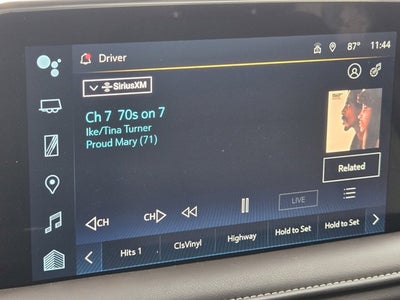 Driver
87°
11:44
SiriusXM
Ch 7 70s on 7
Ike/Tina Turner
Proud Mary (71)
Related
CH
CH
LIVE
Hits 1
ClsVinyl
Highway
Hold to Set
Hold to Set